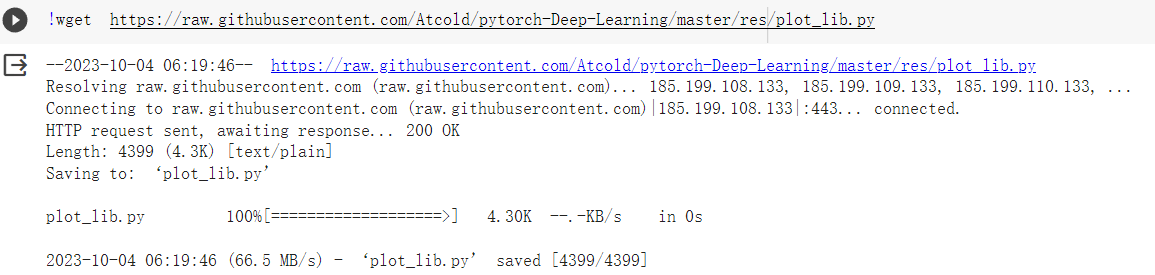 !wget  https://raw.githubusercontent.com/Atcold/pytorch-Deep-Learning/master/res/plot_lib.py
--2023-10-04 06:19:46--  https://raw.githubusercontent.com/Atcold/pytorch-Deep-Learning/master/res/plot_lib.py
Resolving raw.githubusercontent.com (raw.githubusercontent.com)... 185.199.108.133, 185.199.109.133, 185.199.110.133, ...
Connecting to raw.githubusercontent.com (raw.githubusercontent.com)|185.199.108.133|:443... connected.
HTTP request sent, awaiting response... 200 OK
Length: 4399 (4.3K) [text/plain]
Saving to: ‘plot_lib.py’
plot_lib.py         100%[===================>]   4.30K  --.-KB/s    in 0s
2023-10-04 06:19:46 (66.5 MB/s) - ‘plot_lib.py’ saved [4399/4399]